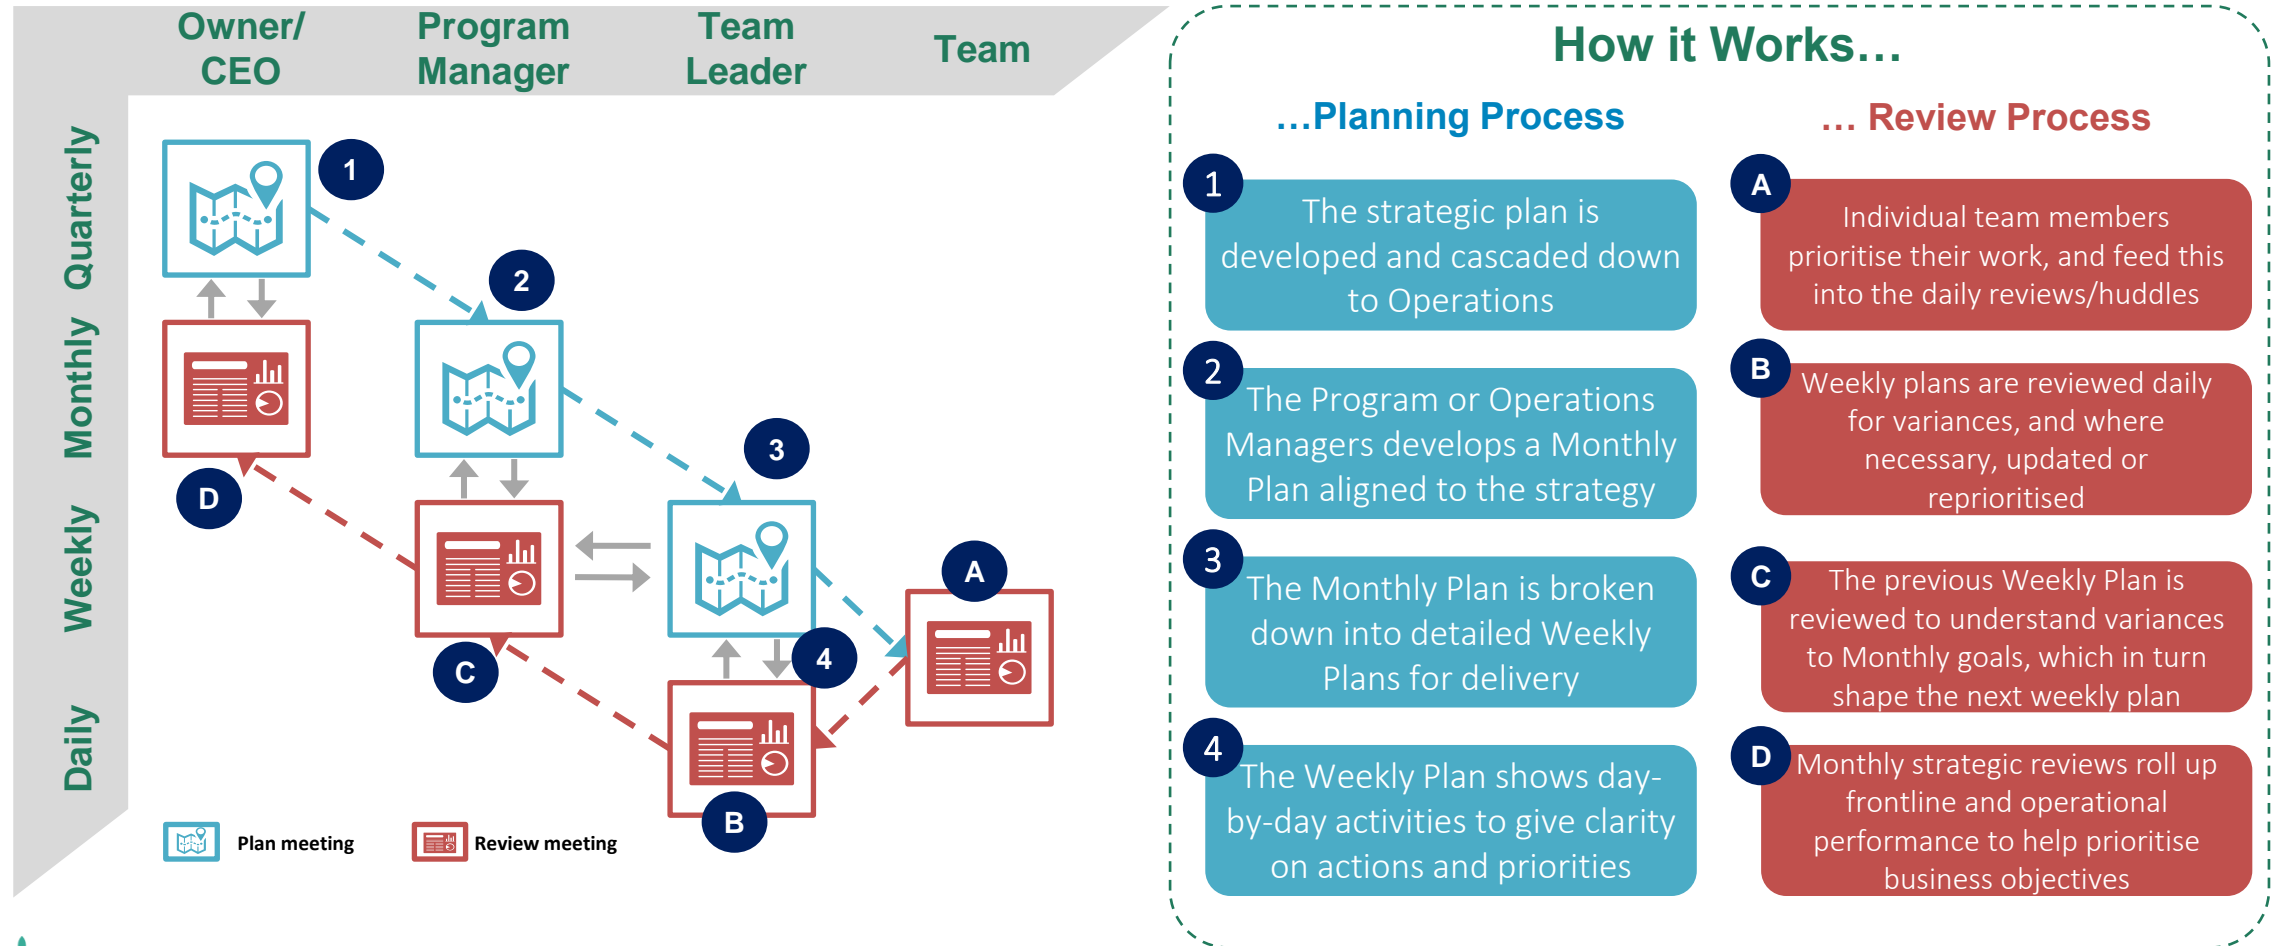 Owner/
CEO
Program
Manager
Team
Leader
Team
Quarterly
Monthly
Weekly
Daily
1
2
3
4
A
B
C
D
Plan meeting
Review meeting
How it Works…
…Planning Process
1
The strategic plan is
developed and cascaded down
to Operations
2
The Program or Operations
Managers develops a Monthly
Plan aligned to the strategy
3
The Monthly Plan is broken
down into detailed Weekly
Plans for delivery
4
The Weekly Plan shows day-
by-day activities to give clarity
on actions and priorities
… Review Process
A
Individual team members
prioritise their work, and feed this
into the daily reviews/huddles
B
Weekly plans are reviewed daily
for variances, and where
necessary, updated or
reprioritised
C
The previous Weekly Plan is
reviewed to understand variances
to Monthly goals, which in turn
shape the next weekly plan
D
Monthly strategic reviews roll up
frontline and operational
performance to help prioritise
business objectives